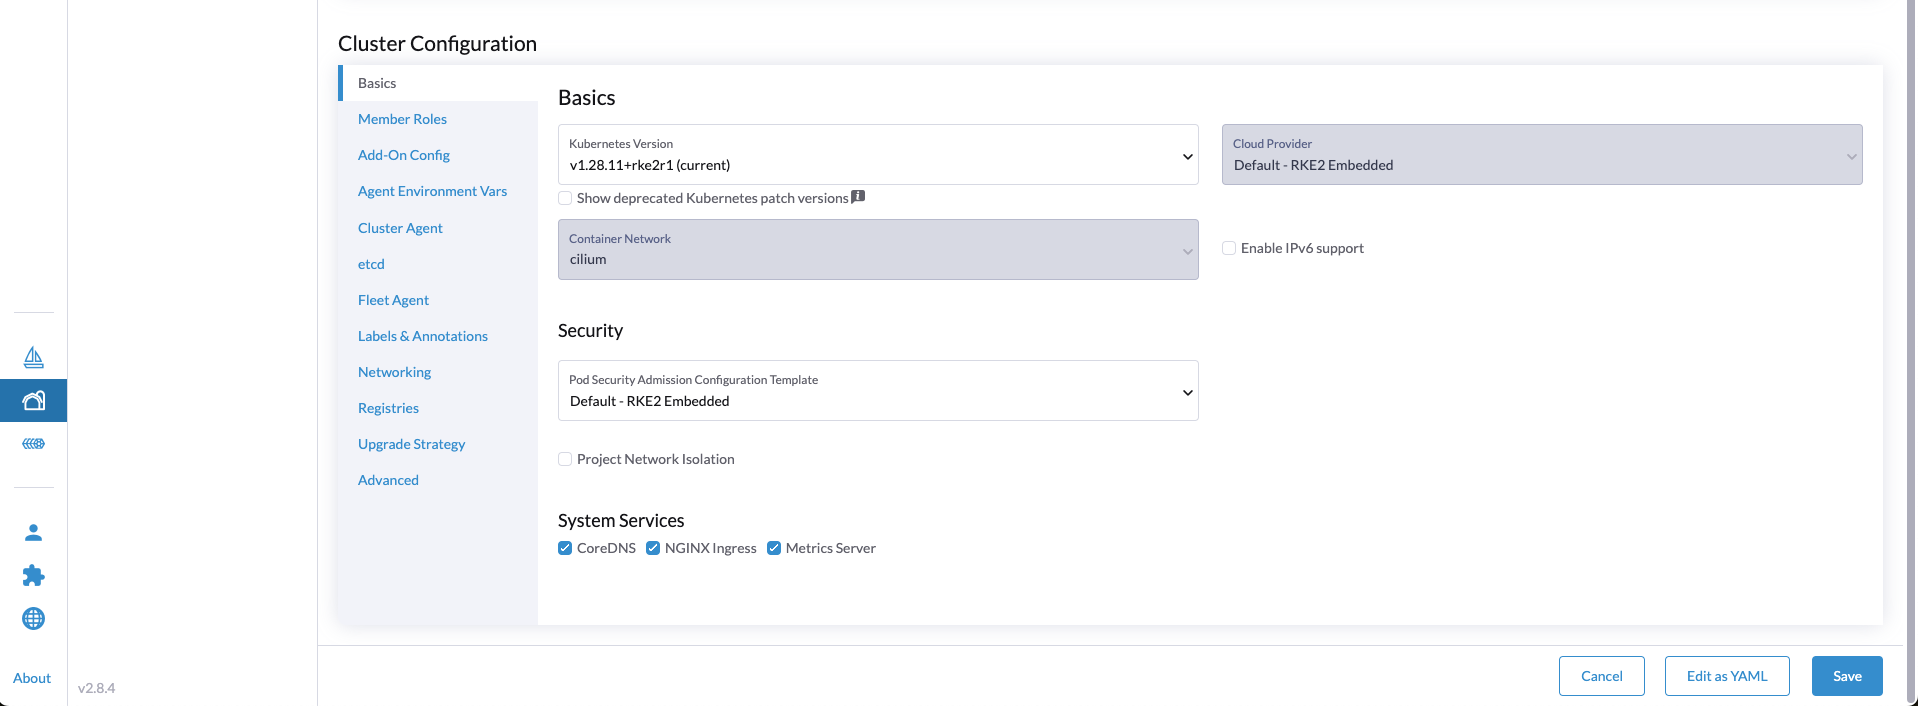 Cluster Configuration
Basics
Member Roles
Add-On Config
Agent Environment Vars
Cluster Agent
etcd
Fleet Agent
Labels & Annotations
Networking
Registries
Upgrade Strategy
Advanced
Basics
Kubernetes Version
v1.28.11+rke2r1 (current)
Cloud Provider
Default - RKE2 Embedded
Show deprecated Kubernetes patch versions
Container Network
cilium
Enable IPv6 support
Security
Pod Security Admission Configuration Template
Default - RKE2 Embedded
Project Network Isolation
System Services
CoreDNS NGINX Ingress Metrics Server
Cancel
Edit as YAML
Save
About
v2.8.4